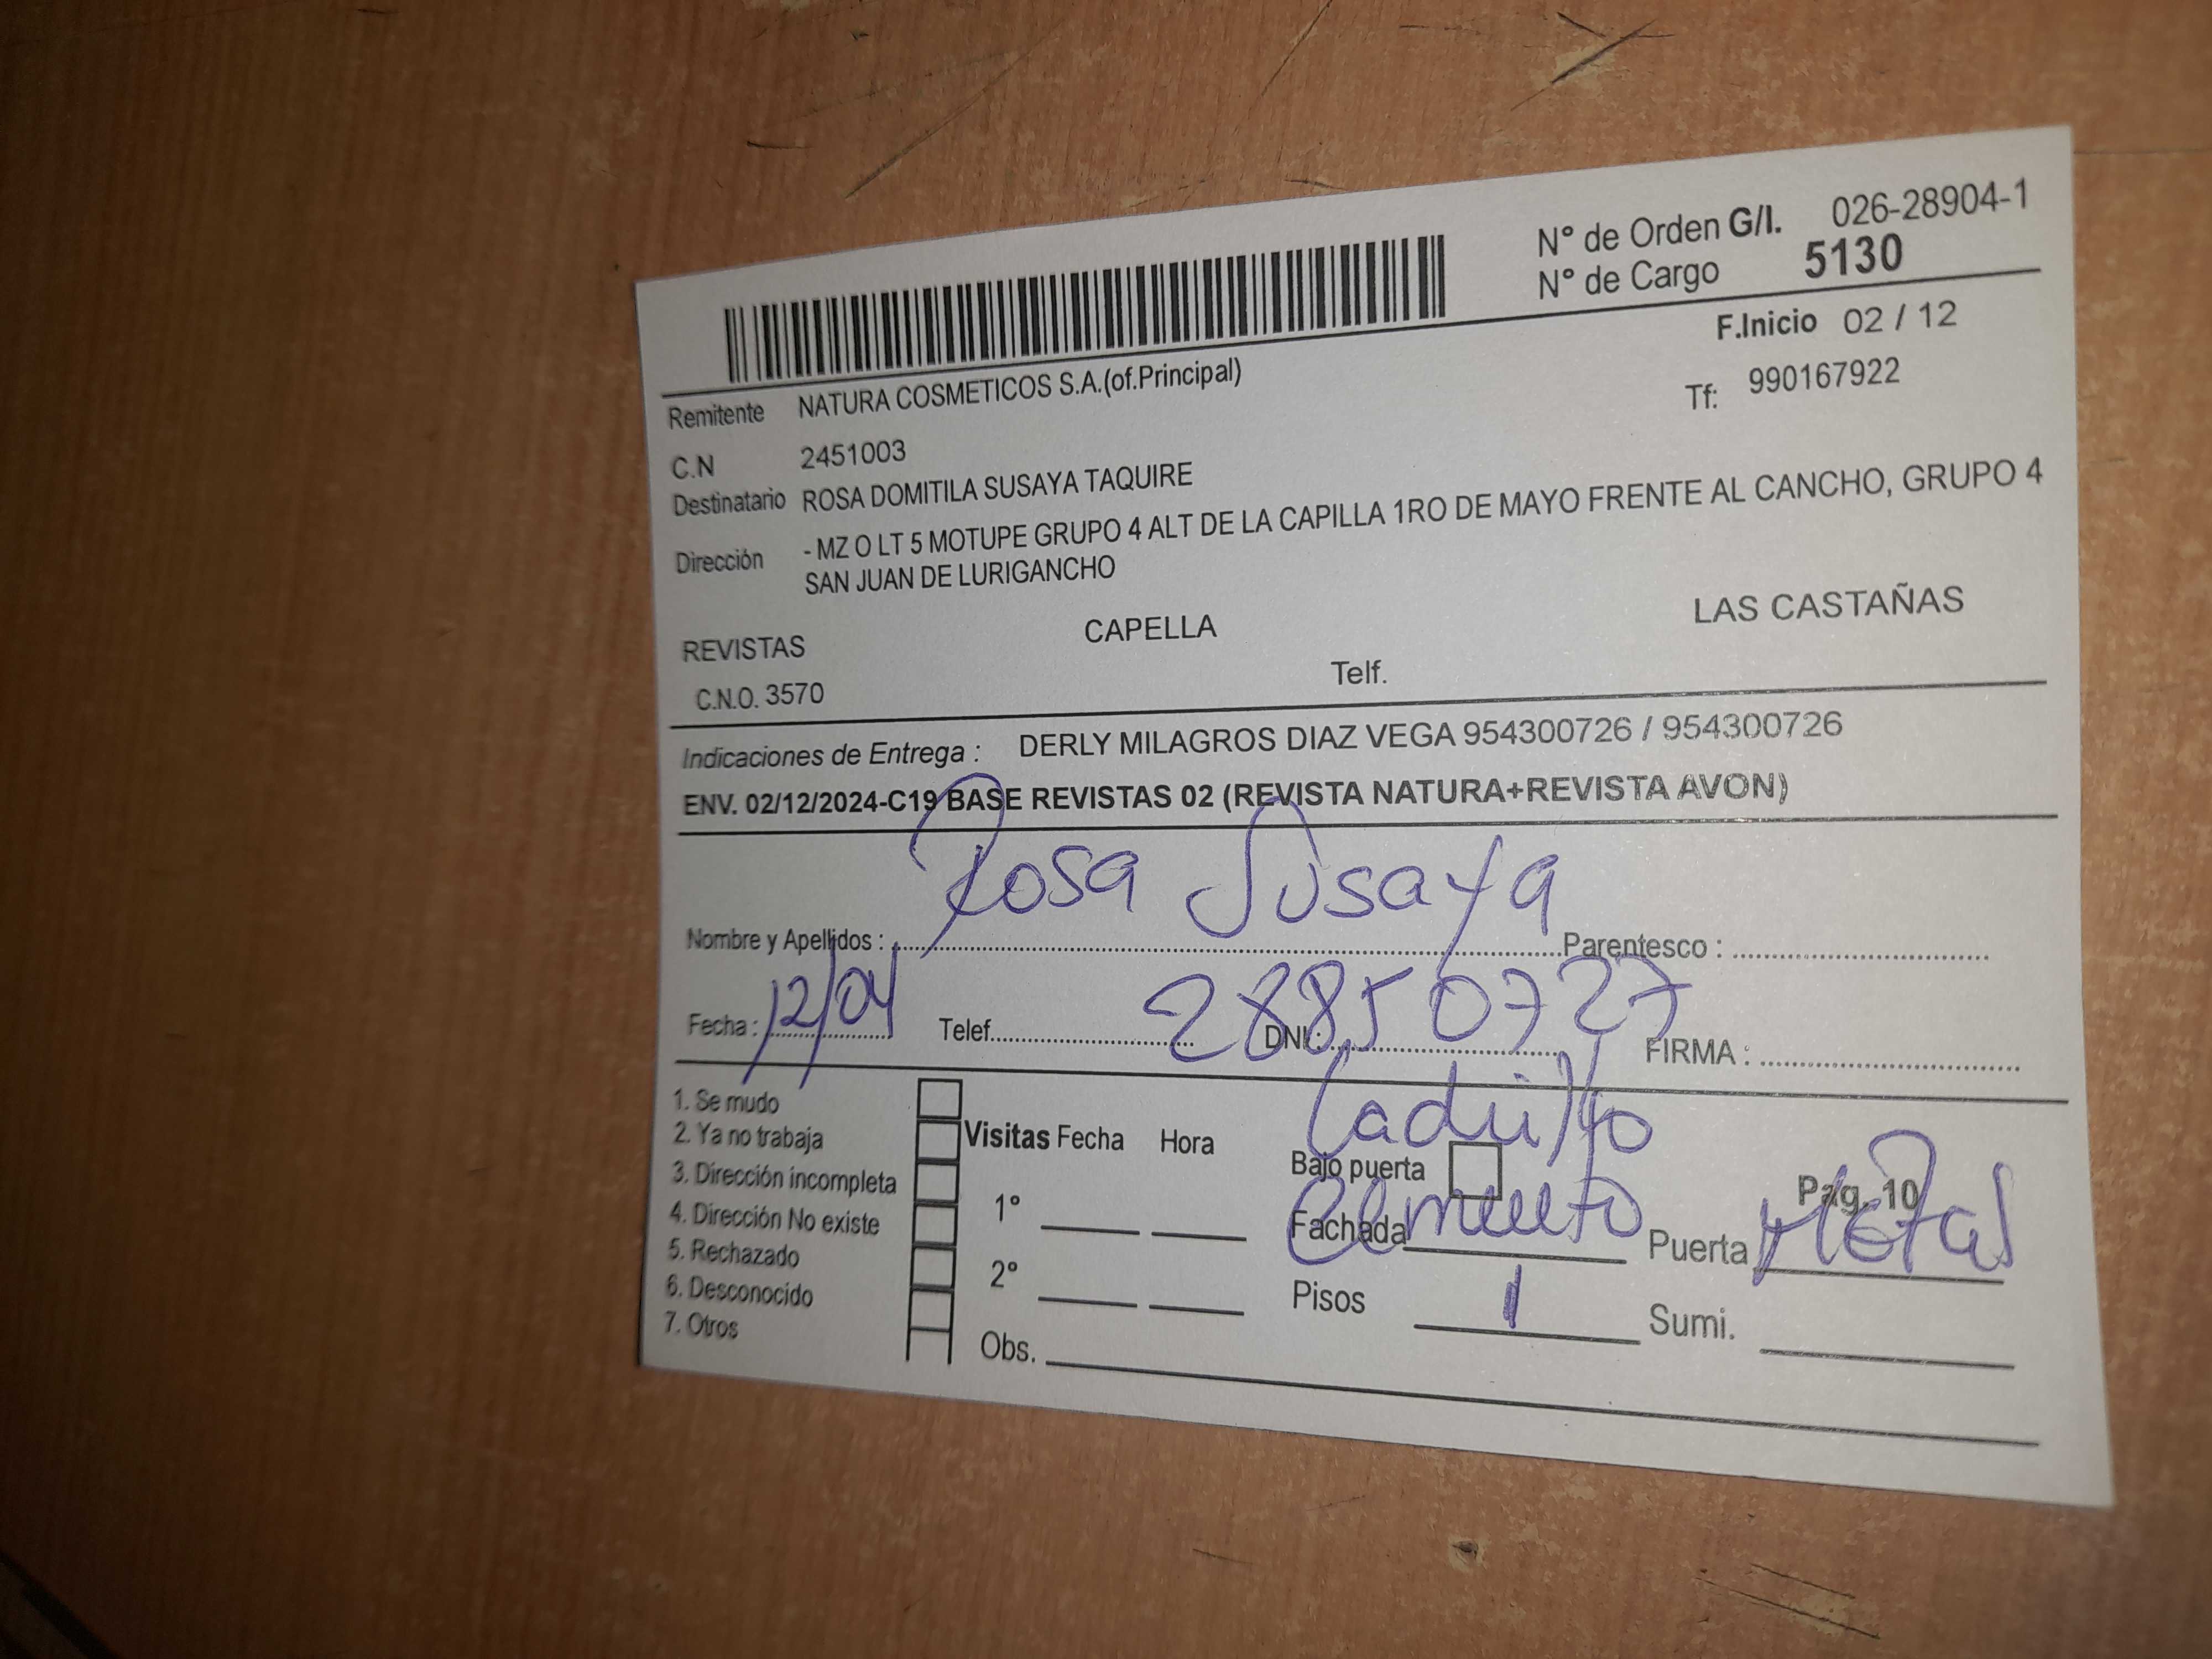 N° de Orden G/I. 026-28904-1
N° de Cargo 5130
F.Inicio 02 / 12
Remitente NATURA COSMETICOS S.A.(of.Principal)
Tf: 990167922
C.N 2451003
Destinatario ROSA DOMITILA SUSAYA TAQUIRE
Dirección - MZ O LT 5 MOTUPE GRUPO 4 ALT DE LA CAPILLA 1RO DE MAYO FRENTE AL CANCHO, GRUPO 4
SAN JUAN DE LURIGANCHO
REVISTAS CAPELLA LAS CASTAÑAS
C.N.O. 3570 Telf.
Indicaciones de Entrega : DERLY MILAGROS DIAZ VEGA 954300726 / 954300726
ENV. 02/12/2024-C19 BASE REVISTAS 02 (REVISTA NATURA+REVISTA AVON)
Rosa Susaya
Nombre y Apellidos : Parentesco :
Fecha : 12/04 Telef. DNI: 28850727 FIRMA :
Ladrillo
1. Se mudo
2. Ya no trabaja
3. Dirección incompleta
4. Dirección No existe
5. Rechazado
6. Desconocido
7. Otros
Visitas Fecha Hora
1°
2°
Obs.
Bajo puerta Pag. 10
Fachada Cemento Puerta Metal
Pisos 1 Sumi.